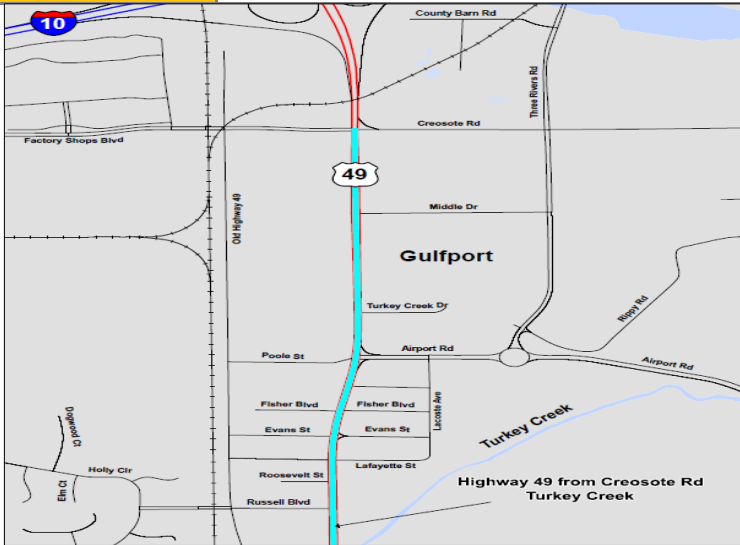 10
County Barn Rd
Three Rivers Rd
Creosote Rd
Factory Shops Blvd
49
Old Highway 49
Middle Dr
Gulfport
Turkey Creek Dr
Rippy Rd
Airport Rd
Poole St
Airport Rd
Fisher Blvd
Fisher Blvd
Lacoste Ave
Dogwood Ct
Evans St
Evans St
Turkey Creek
Lafayette St
Holly Clr
Elm Ct
Roosevelt St
Highway 49 from Creosote Rd
Turkey Creek
Russell Blvd